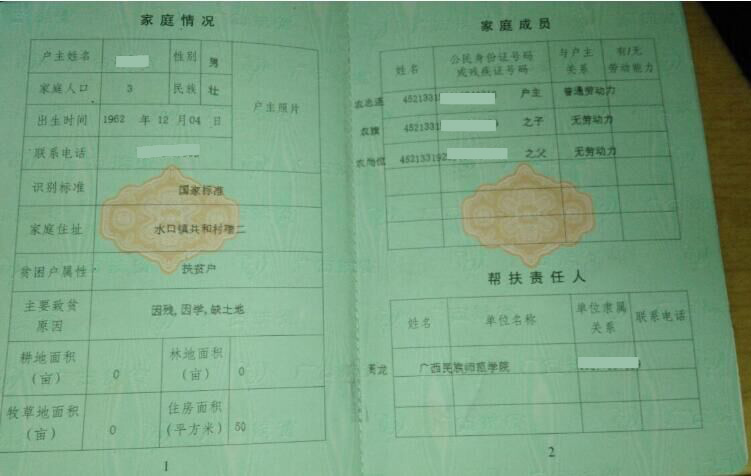 家庭情况
户主姓名 性别 男
家庭人口 3 民族 壮
户主照片
出生时间 1962 年 12 月 04 日
联系电话
识别标准 国家标准
家庭住址 水口镇共和村
贫困户属性 扶贫户
主要致贫原因 因残,因学,缺土地
耕地面积(亩) 0 林地面积(亩) 0
牧草地面积(亩) 0 住房面积(平方米) 50
1
家庭成员
姓名 公民身份证号码或残疾证号码 与户主关系 有/无劳动能力
4521331 户主 普通劳动力
4521331 之子 无劳动力
452133192 之父 无劳动力
帮扶责任人
姓名 单位名称 单位隶属关系 联系电话
龙 广西民族师范学院
2